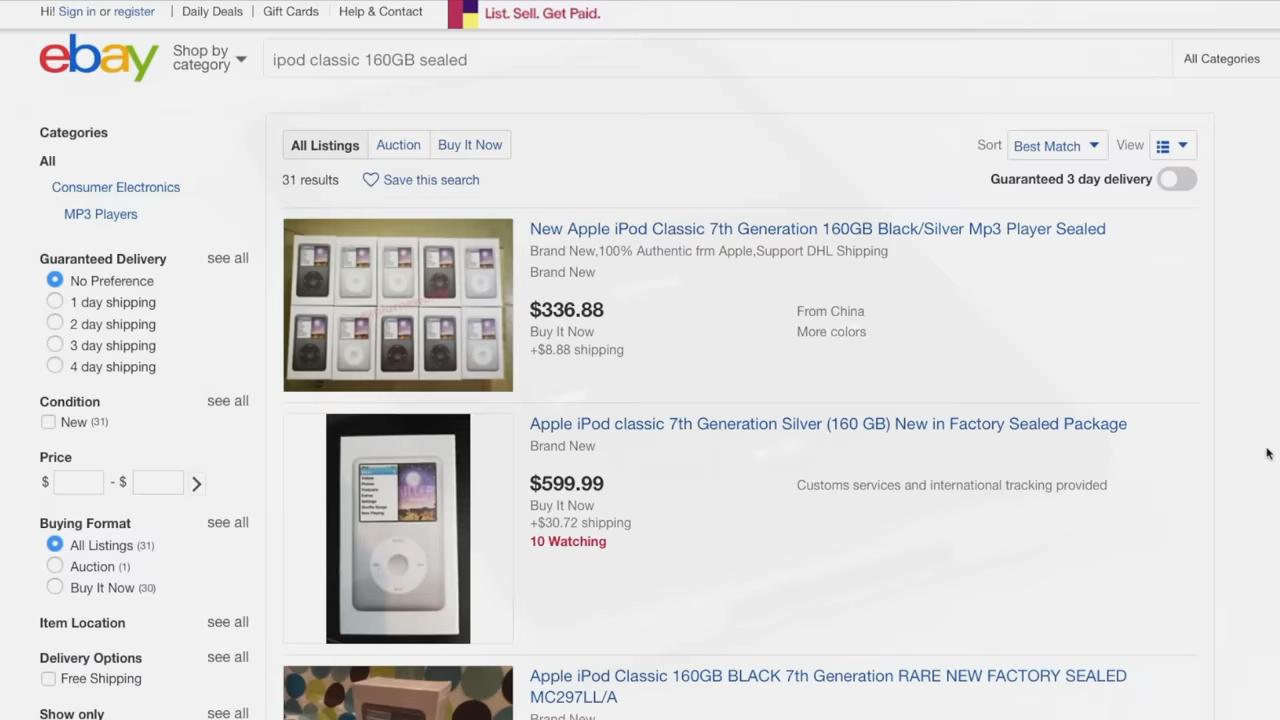 Hi! Sign in or register | Daily Deals | Gift Cards | Help & Contact
List. Sell. Get Paid.
ebay
Shop by category
ipod classic 160GB sealed
All Categories
Categories
All
Consumer Electronics
MP3 Players
Guaranteed Delivery see all
No Preference
1 day shipping
2 day shipping
3 day shipping
4 day shipping
Condition see all
New (31)
Price
$ - $
Buying Format see all
All Listings (31)
Auction (1)
Buy It Now (30)
Item Location see all
Delivery Options see all
Free Shipping
Show only see all
All Listings Auction Buy It Now
Sort Best Match View
31 results Save this search
Guaranteed 3 day delivery
New Apple iPod Classic 7th Generation 160GB Black/Silver Mp3 Player Sealed
Brand New,100% Authentic frm Apple,Support DHL Shipping
Brand New
$336.88
Buy It Now
+$8.88 shipping
From China
More colors
Apple iPod classic 7th Generation Silver (160 GB) New in Factory Sealed Package
Brand New
$599.99
Buy It Now
+$30.72 shipping
10 Watching
Customs services and international tracking provided
Apple iPod Classic 160GB BLACK 7th Generation RARE NEW FACTORY SEALED
MC297LL/A
Brand New